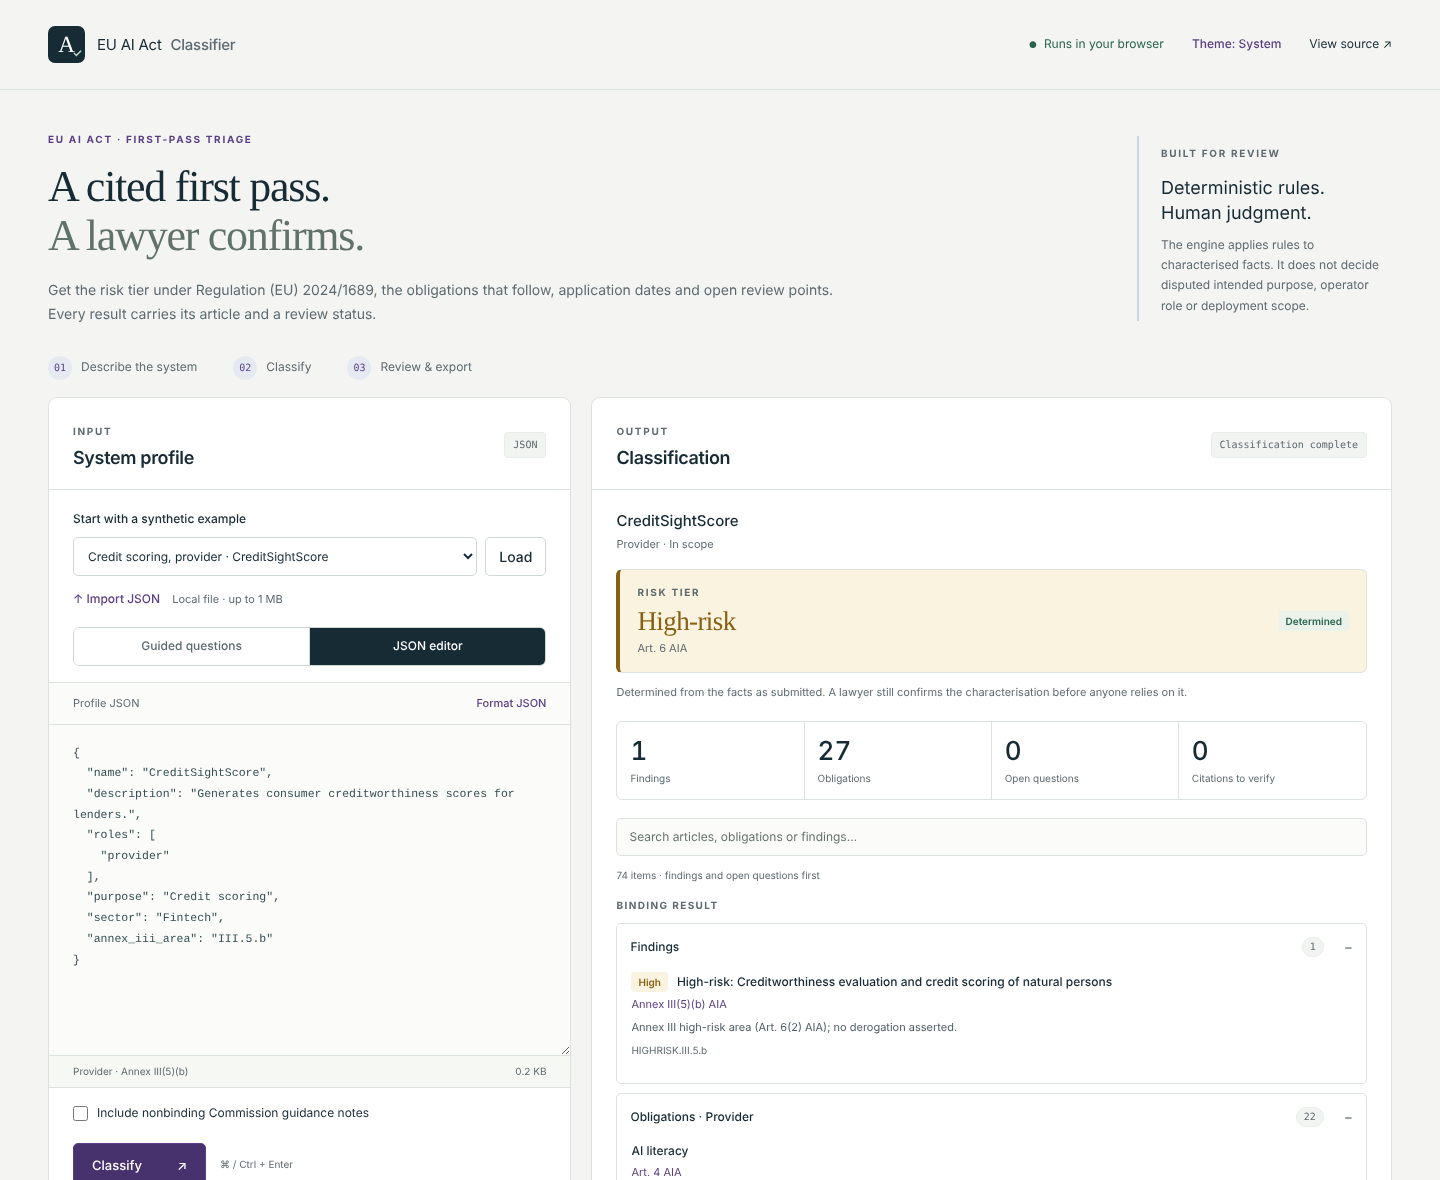 A
EU AI Act Classifier
Runs in your browser
Theme: System
View source ↗
EU AI ACT · FIRST-PASS TRIAGE
A cited first pass.
A lawyer confirms.
Get the risk tier under Regulation (EU) 2024/1689, the obligations that follow, application dates and open review points.
Every result carries its article and a review status.
BUILT FOR REVIEW
Deterministic rules.
Human judgment.
The engine applies rules to
characterised facts. It does not decide
disputed intended purpose, operator
role or deployment scope.
01 Describe the system
02 Classify
03 Review & export
INPUT
System profile
JSON
Start with a synthetic example
Credit scoring, provider · CreditSightScore
Load
↑ Import JSON Local file · up to 1 MB
Guided questions
JSON editor
Profile JSON
Format JSON
{
"name": "CreditSightScore",
"description": "Generates consumer creditworthiness scores for
lenders.",
"roles": [
"provider"
],
"purpose": "Credit scoring",
"sector": "Fintech",
"annex_iii_area": "III.5.b"
}
Provider · Annex III(5)(b)
0.2 KB
Include nonbinding Commission guidance notes
Classify ↗
⌘ / Ctrl + Enter
OUTPUT
Classification
Classification complete
CreditSightScore
Provider · In scope
RISK TIER
High-risk
Art. 6 AIA
Determined
Determined from the facts as submitted. A lawyer still confirms the characterisation before anyone relies on it.
1
Findings
27
Obligations
0
Open questions
0
Citations to verify
Search articles, obligations or findings...
74 items · findings and open questions first
BINDING RESULT
Findings
1 –
High High-risk: Creditworthiness evaluation and credit scoring of natural persons
Annex III(5)(b) AIA
Annex III high-risk area (Art. 6(2) AIA); no derogation asserted.
HIGHRISK.III.5.b
Obligations · Provider
22 –
AI literacy
Art. 4 AIA